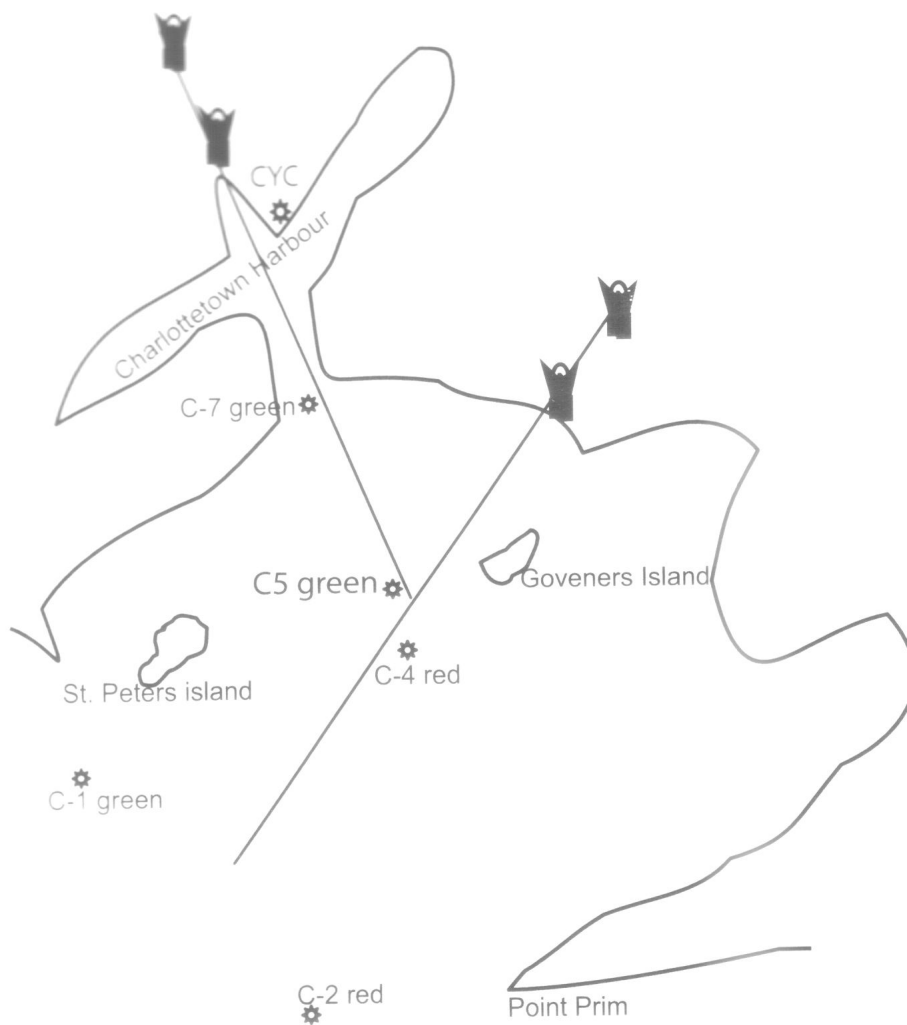 CYC
Charlottetown Harbour
C-7 green
C5 green
Goveners Island
C-4 red
St. Peters island
C-1 green
C-2 red
Point Prim